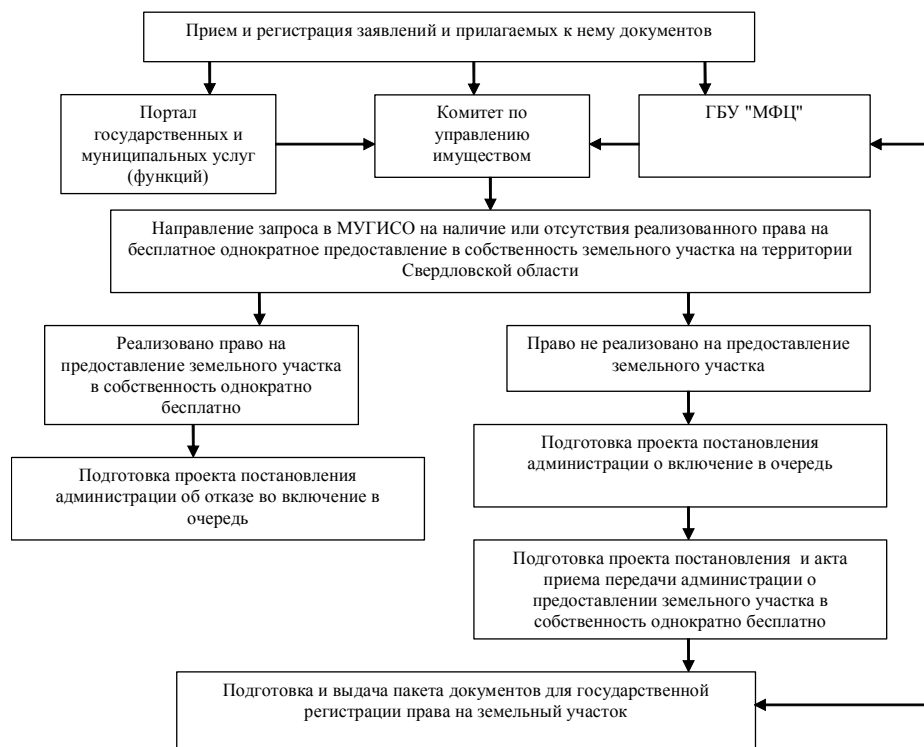 Прием и регистрация заявлений и прилагаемых к нему документов
Портал
государственных и
муниципальных услуг
(функций)
Комитет по
управлению
имуществом
ГБУ "МФЦ"
Направление запроса в МУГИСО на наличие или отсутствия реализованного права на
бесплатное однократное предоставление в собственность земельного участка на территории
Свердловской области
Реализовано право на
предоставление земельного участка
в собственность однократно
бесплатно
Право не реализовано на предоставление
земельного участка
Подготовка проекта постановления
администрации об отказе во включение в
очередь
Подготовка проекта постановления
администрации о включение в очередь
Подготовка проекта постановления и акта
приема передачи администрации о
предоставлении земельного участка в
собственность однократно бесплатно
Подготовка и выдача пакета документов для государственной
регистрации права на земельный участок